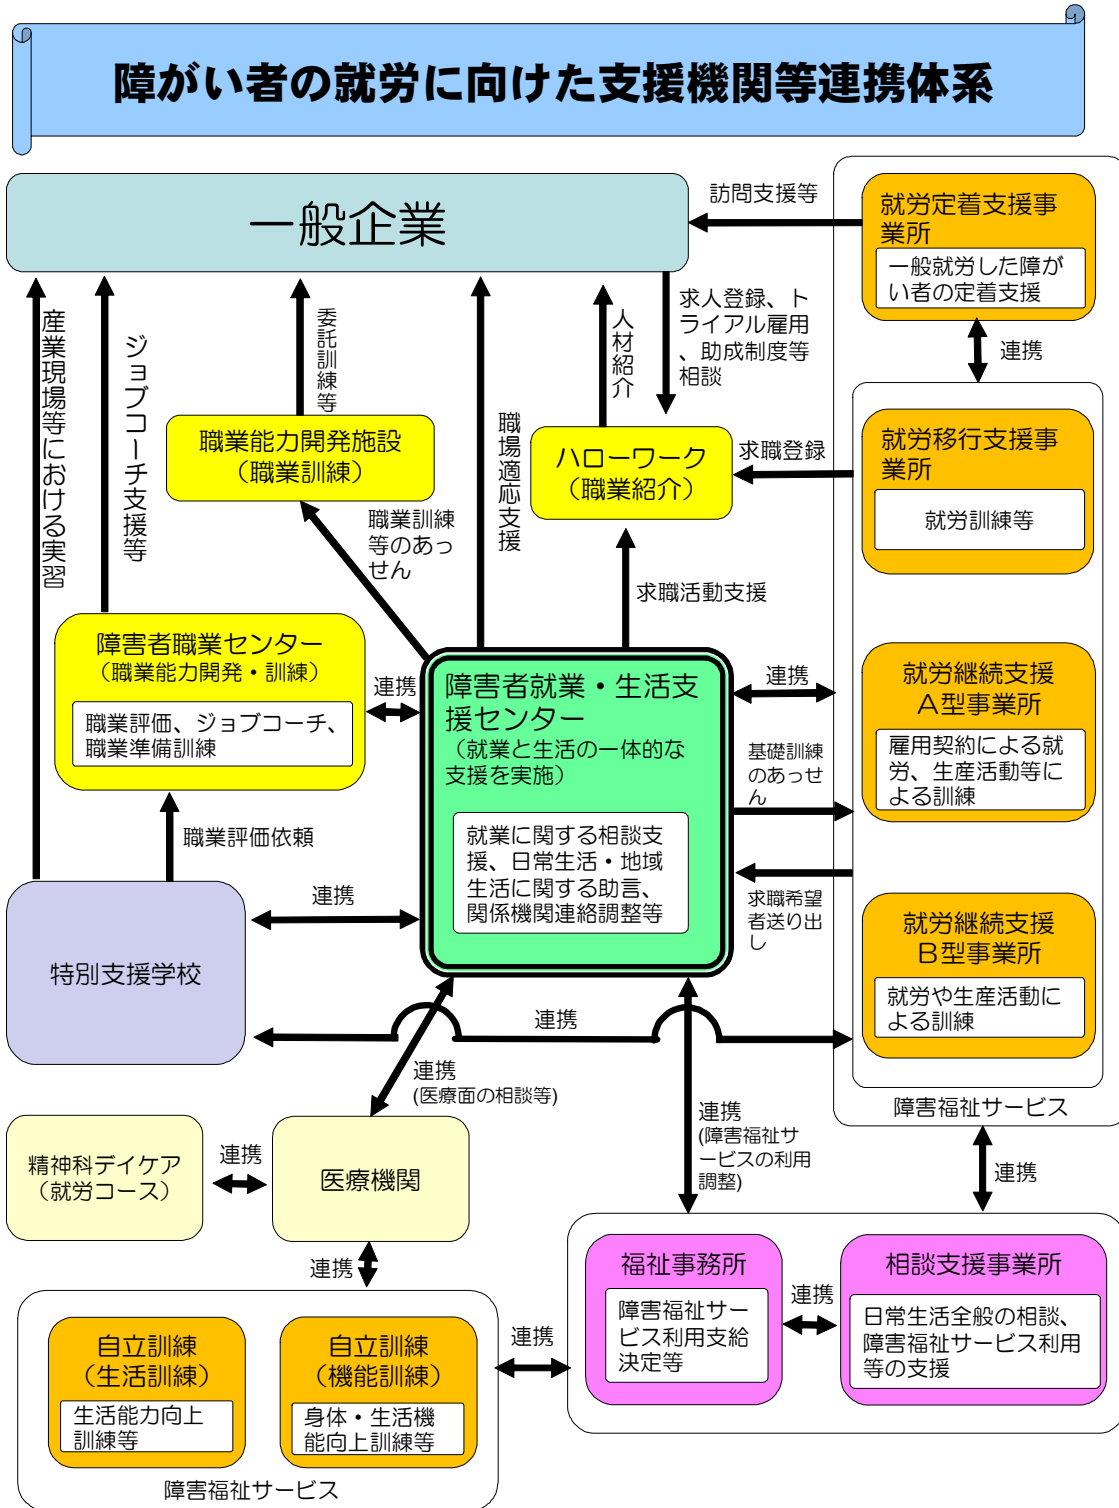 障がい者の就労に向けた支援機関等連携体系
一般企業
訪問支援等
就労定着支援事
業所
一般就労した障が
い者の定着支援
連携
産業現場等における実習
ジョブコーチ支援等
委託訓練等
職場適応支援
人材紹介
求人登録、ト
ライアル雇用
、助成制度等
相談
職業能力開発施設
（職業訓練）
ハローワーク
（職業紹介）
求職登録
就労移行支援事
業所
就労訓練等
職業訓練
等のあっ
せん
求職活動支援
障害者職業センター
（職業能力開発・訓練）
職業評価、ジョブコーチ、
職業準備訓練
連携
障害者就業・生活支
援センター
（就業と生活の一体的な
支援を実施）
就業に関する相談支
援、日常生活・地域
生活に関する助言、
関係機関連絡調整等
連携
基礎訓練
のあっせ
ん
求職希望
者送り出
し
就労継続支援
Ａ型事業所
雇用契約による就
労、生産活動等に
よる訓練
就労継続支援
Ｂ型事業所
就労や生産活動に
よる訓練
障害福祉サービス
職業評価依頼
連携
特別支援学校
連携
連携
(医療面の相談等)
連携
(障害福祉サ
ービスの利用
調整)
連携
精神科デイケア
（就労コース）
連携
医療機関
連携
福祉事務所
障害福祉サー
ビス利用支給
決定等
連携
相談支援事業所
日常生活全般の相談、
障害福祉サービス利用
等の支援
連携
自立訓練
（生活訓練）
生活能力向上
訓練等
自立訓練
（機能訓練）
身体・生活機
能向上訓練等
障害福祉サービス